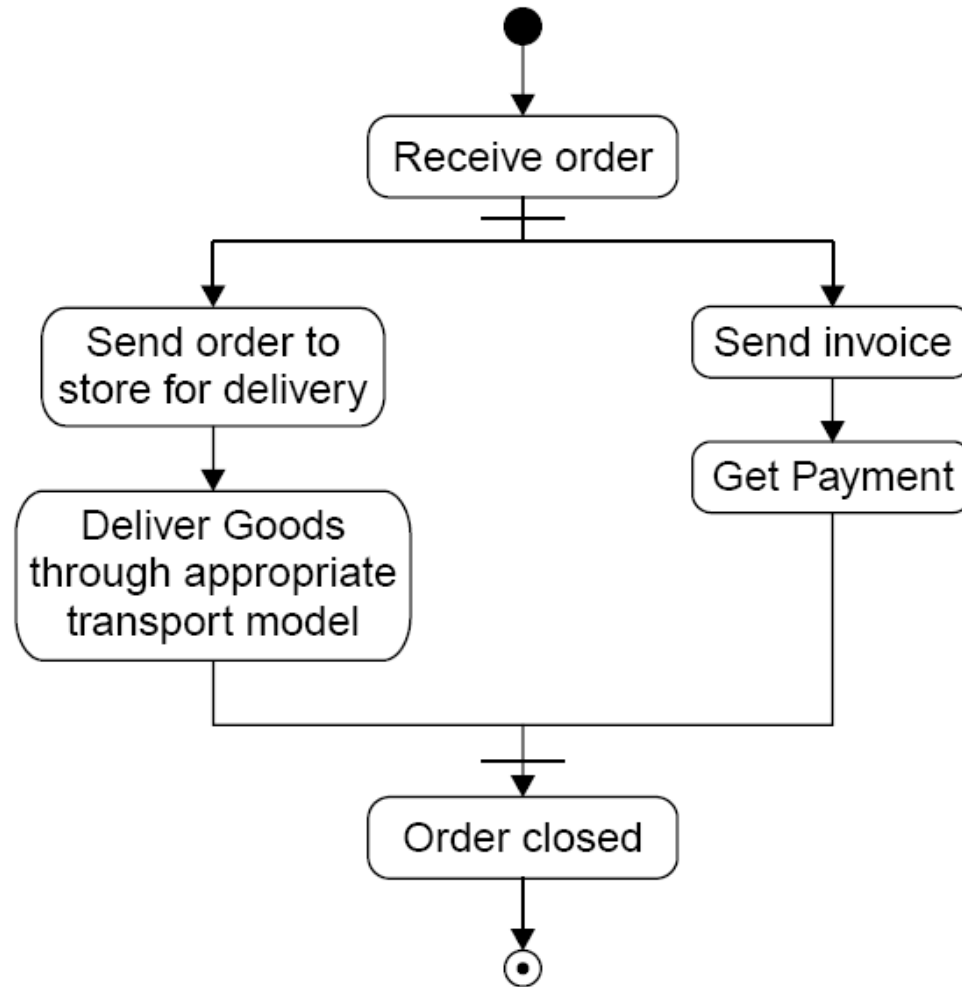 Receive order
Send order to
store for delivery
Deliver Goods
through appropriate
transport model
Send invoice
Get Payment
Order closed